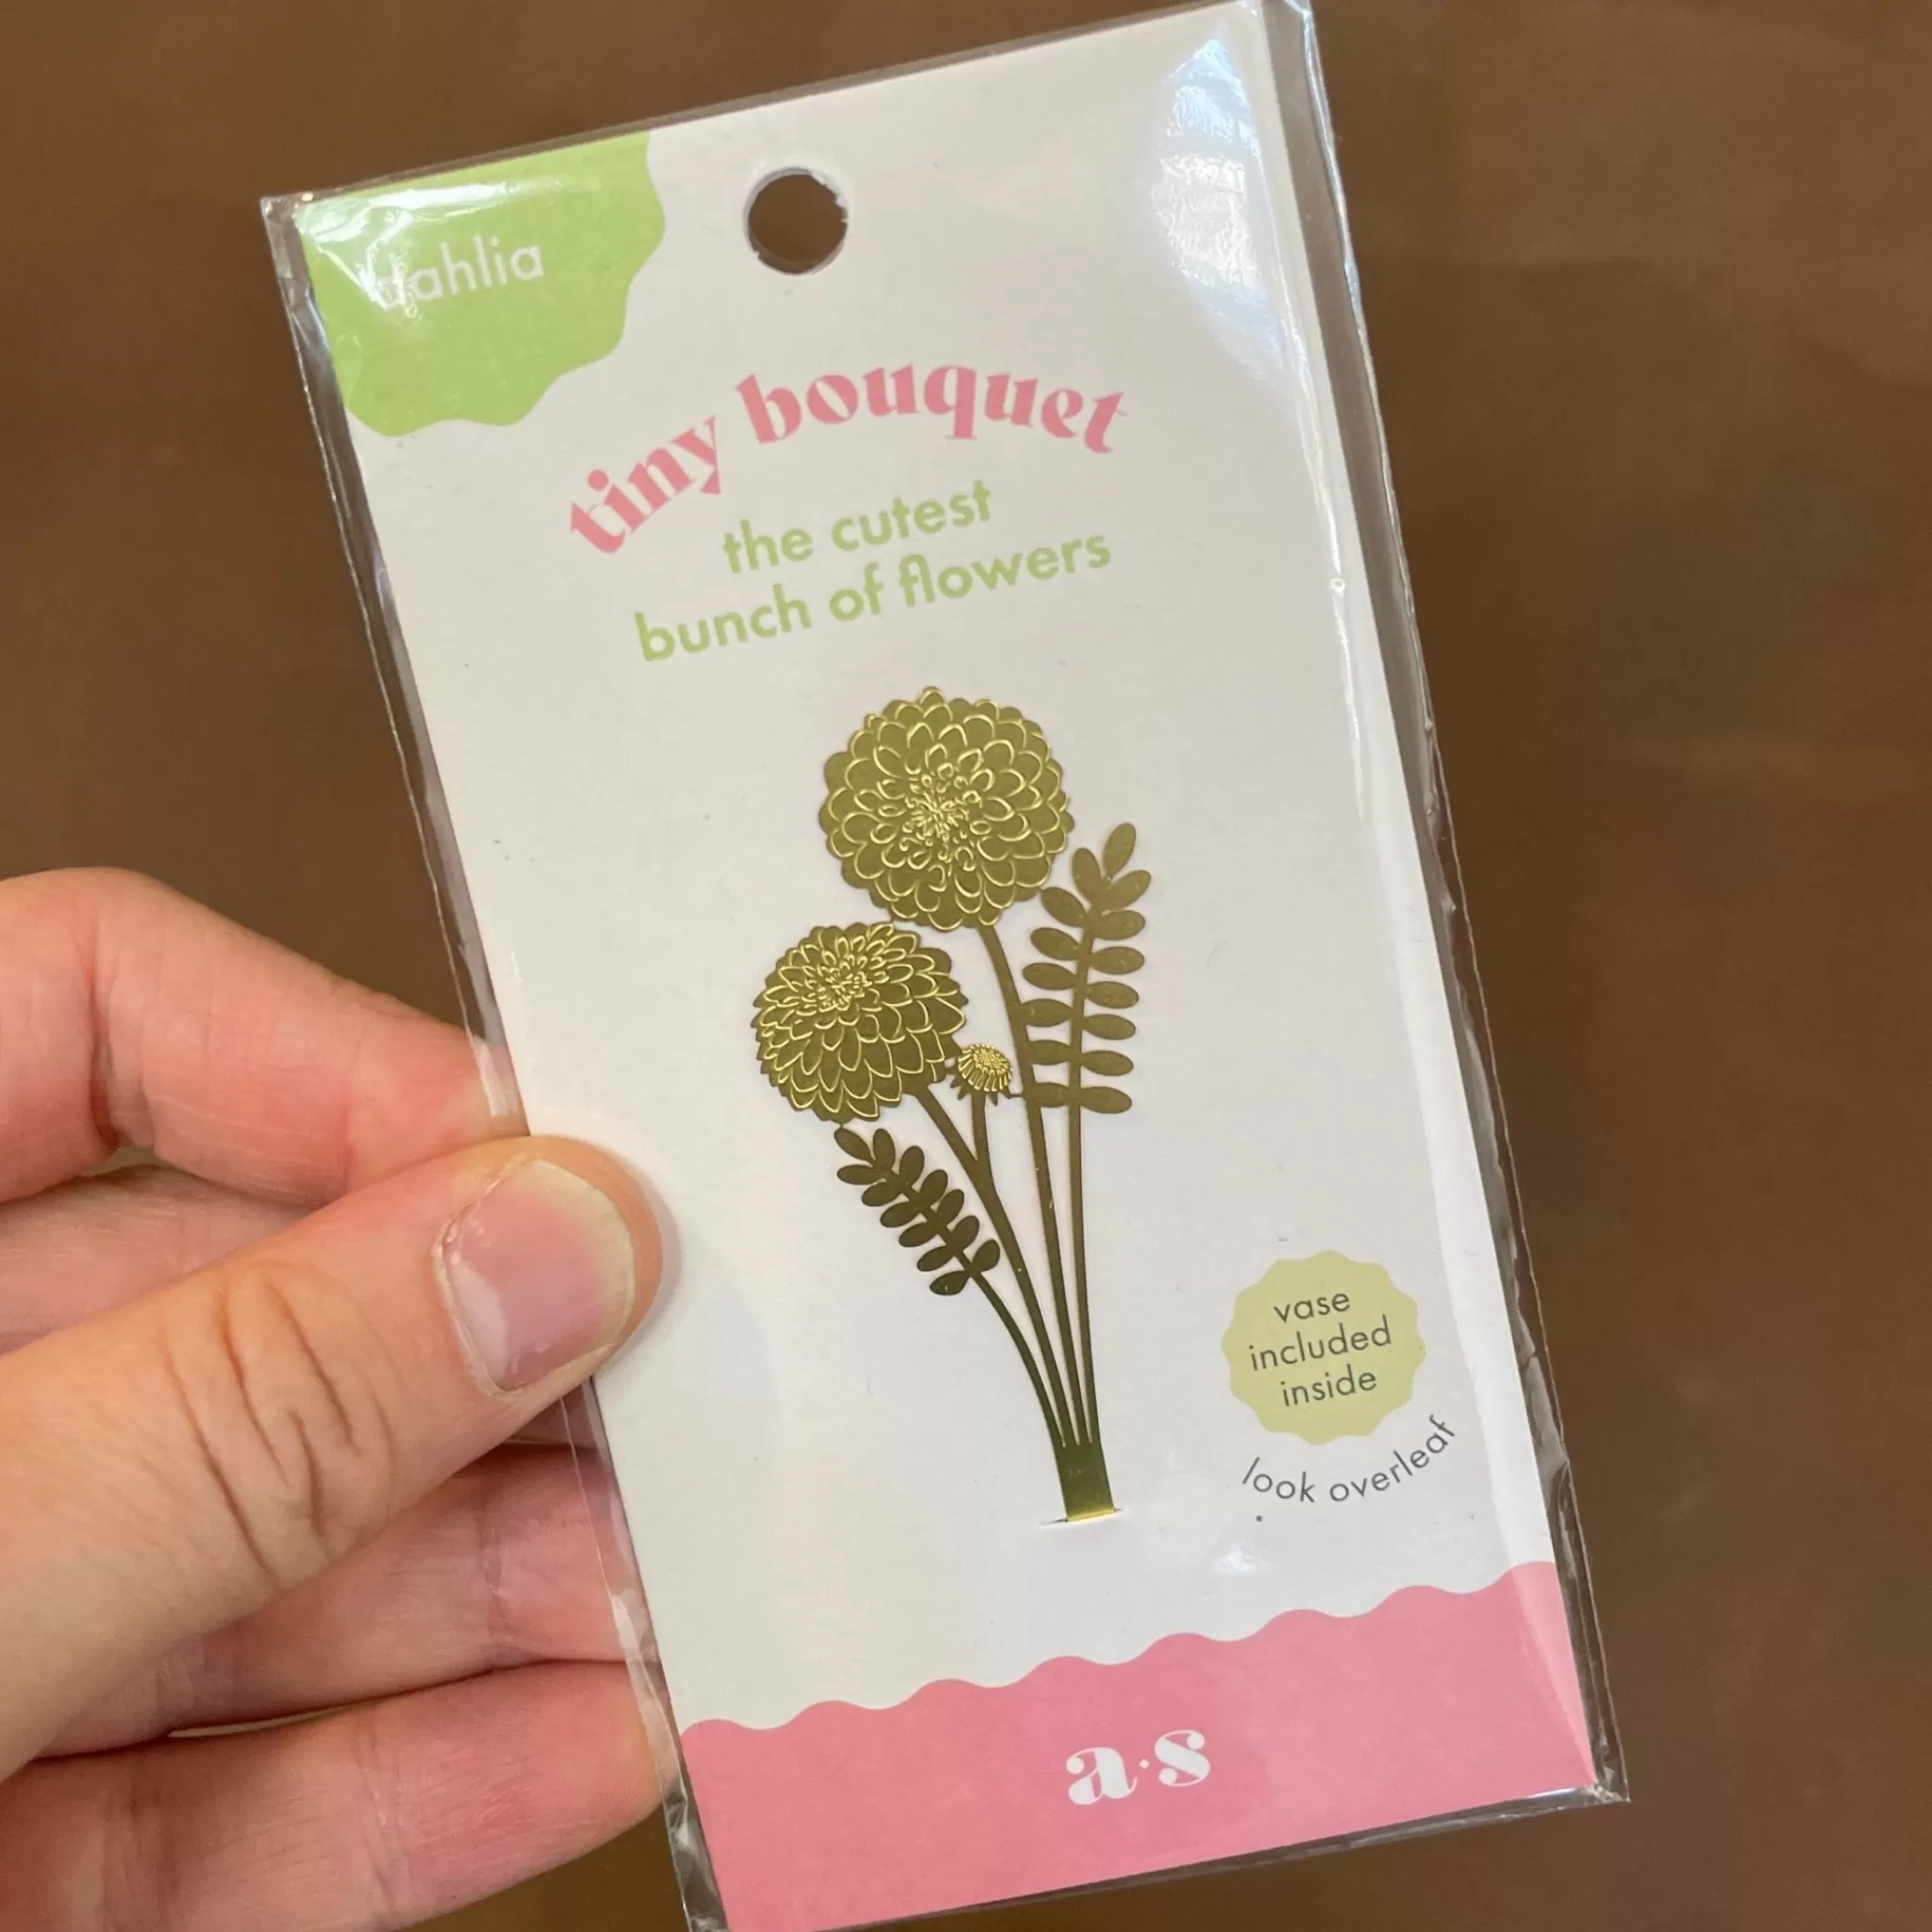 dahlia
tiny bouquet
the cutest
bunch of flowers
vase
included
inside
look overleaf
a·s